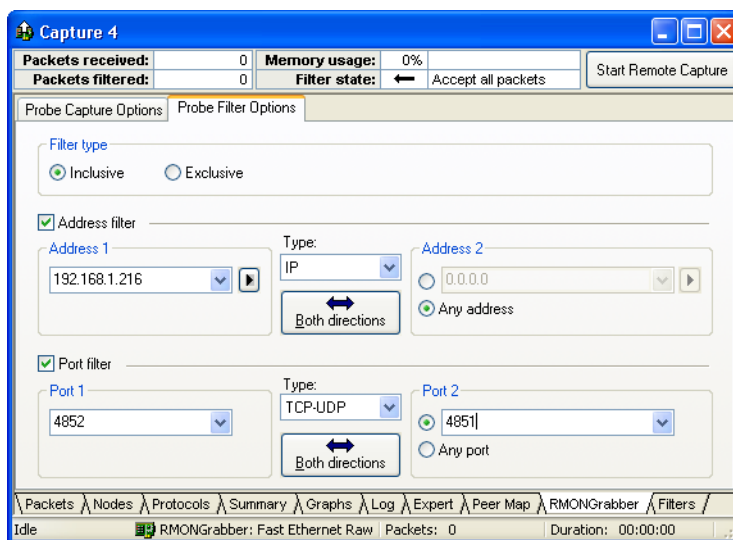 Capture 4
Packets received: 0 Memory usage: 0%
Packets filtered: 0 Filter state: Accept all packets
Start Remote Capture
Probe Capture Options Probe Filter Options
Filter type
Inclusive Exclusive
Address filter
Address 1 Type: Address 2
192.168.1.216 IP 0.0.0.0
Both directions Any address
Port filter
Port 1 Type: Port 2
4852 TCP-UDP 4851
Both directions Any port
Packets Nodes Protocols Summary Graphs Log Expert Peer Map RMONGrabber Filters
Idle RMONGrabber: Fast Ethernet Raw Packets: 0 Duration: 00:00:00